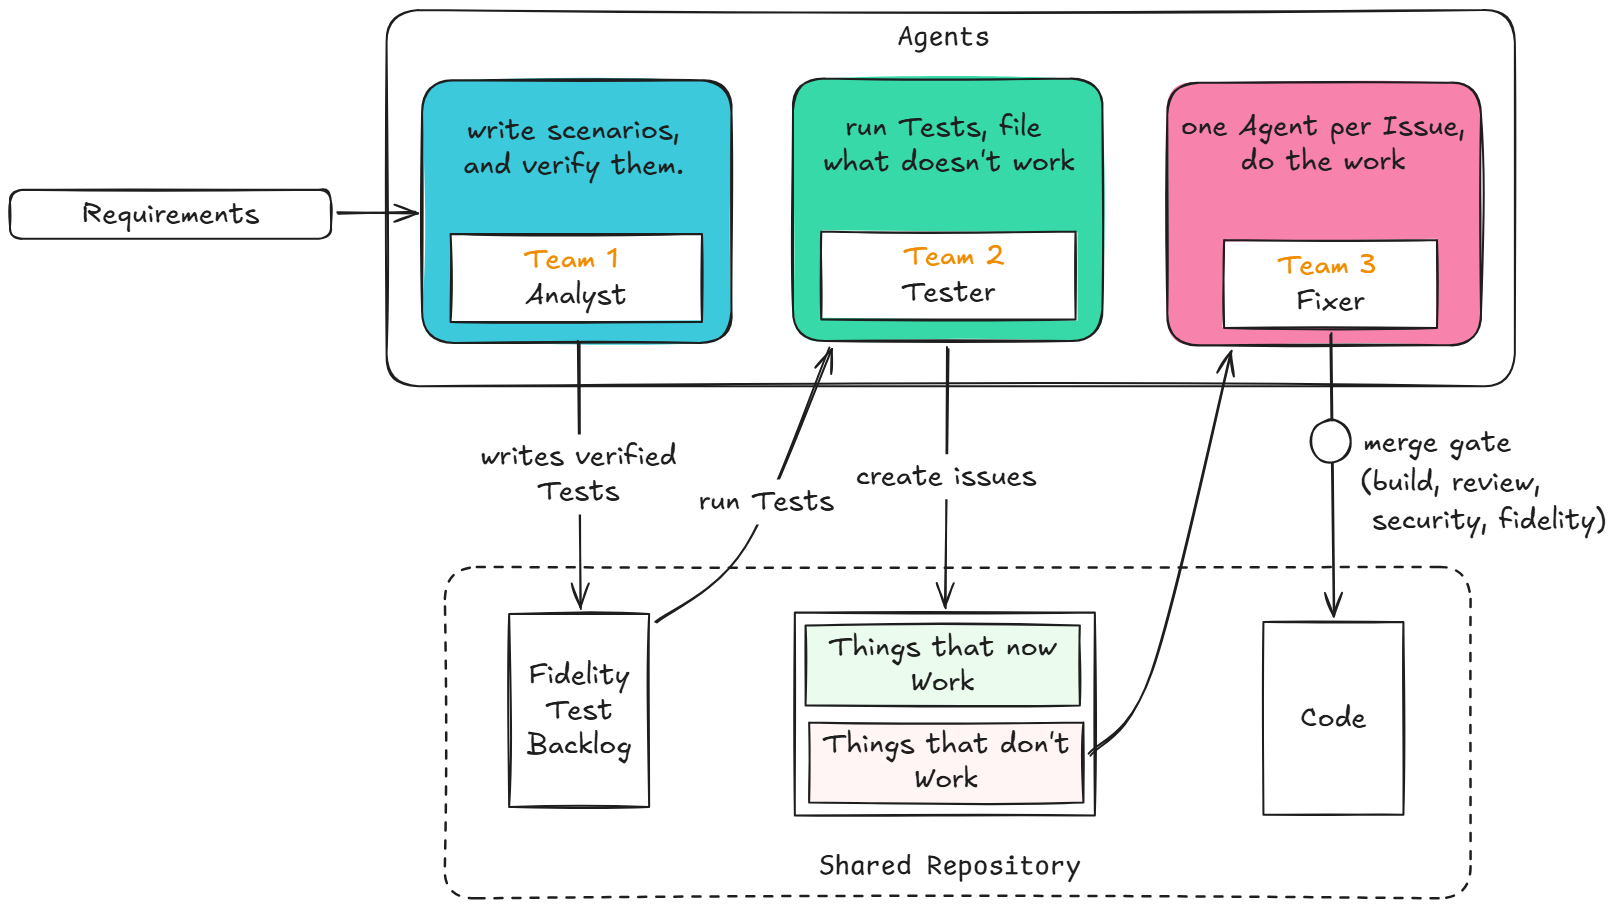 Agents
write scenarios,
and verify them.
run Tests, file
what doesn't work
one Agent per Issue,
do the work
Requirements
Team 1
Analyst
Team 2
Tester
Team 3
Fixer
writes verified
Tests
run Tests
create issues
merge gate
(build, review,
security, fidelity)
Fidelity
Test
Backlog
Things that now
Work
Things that don't
Work
Code
Shared Repository